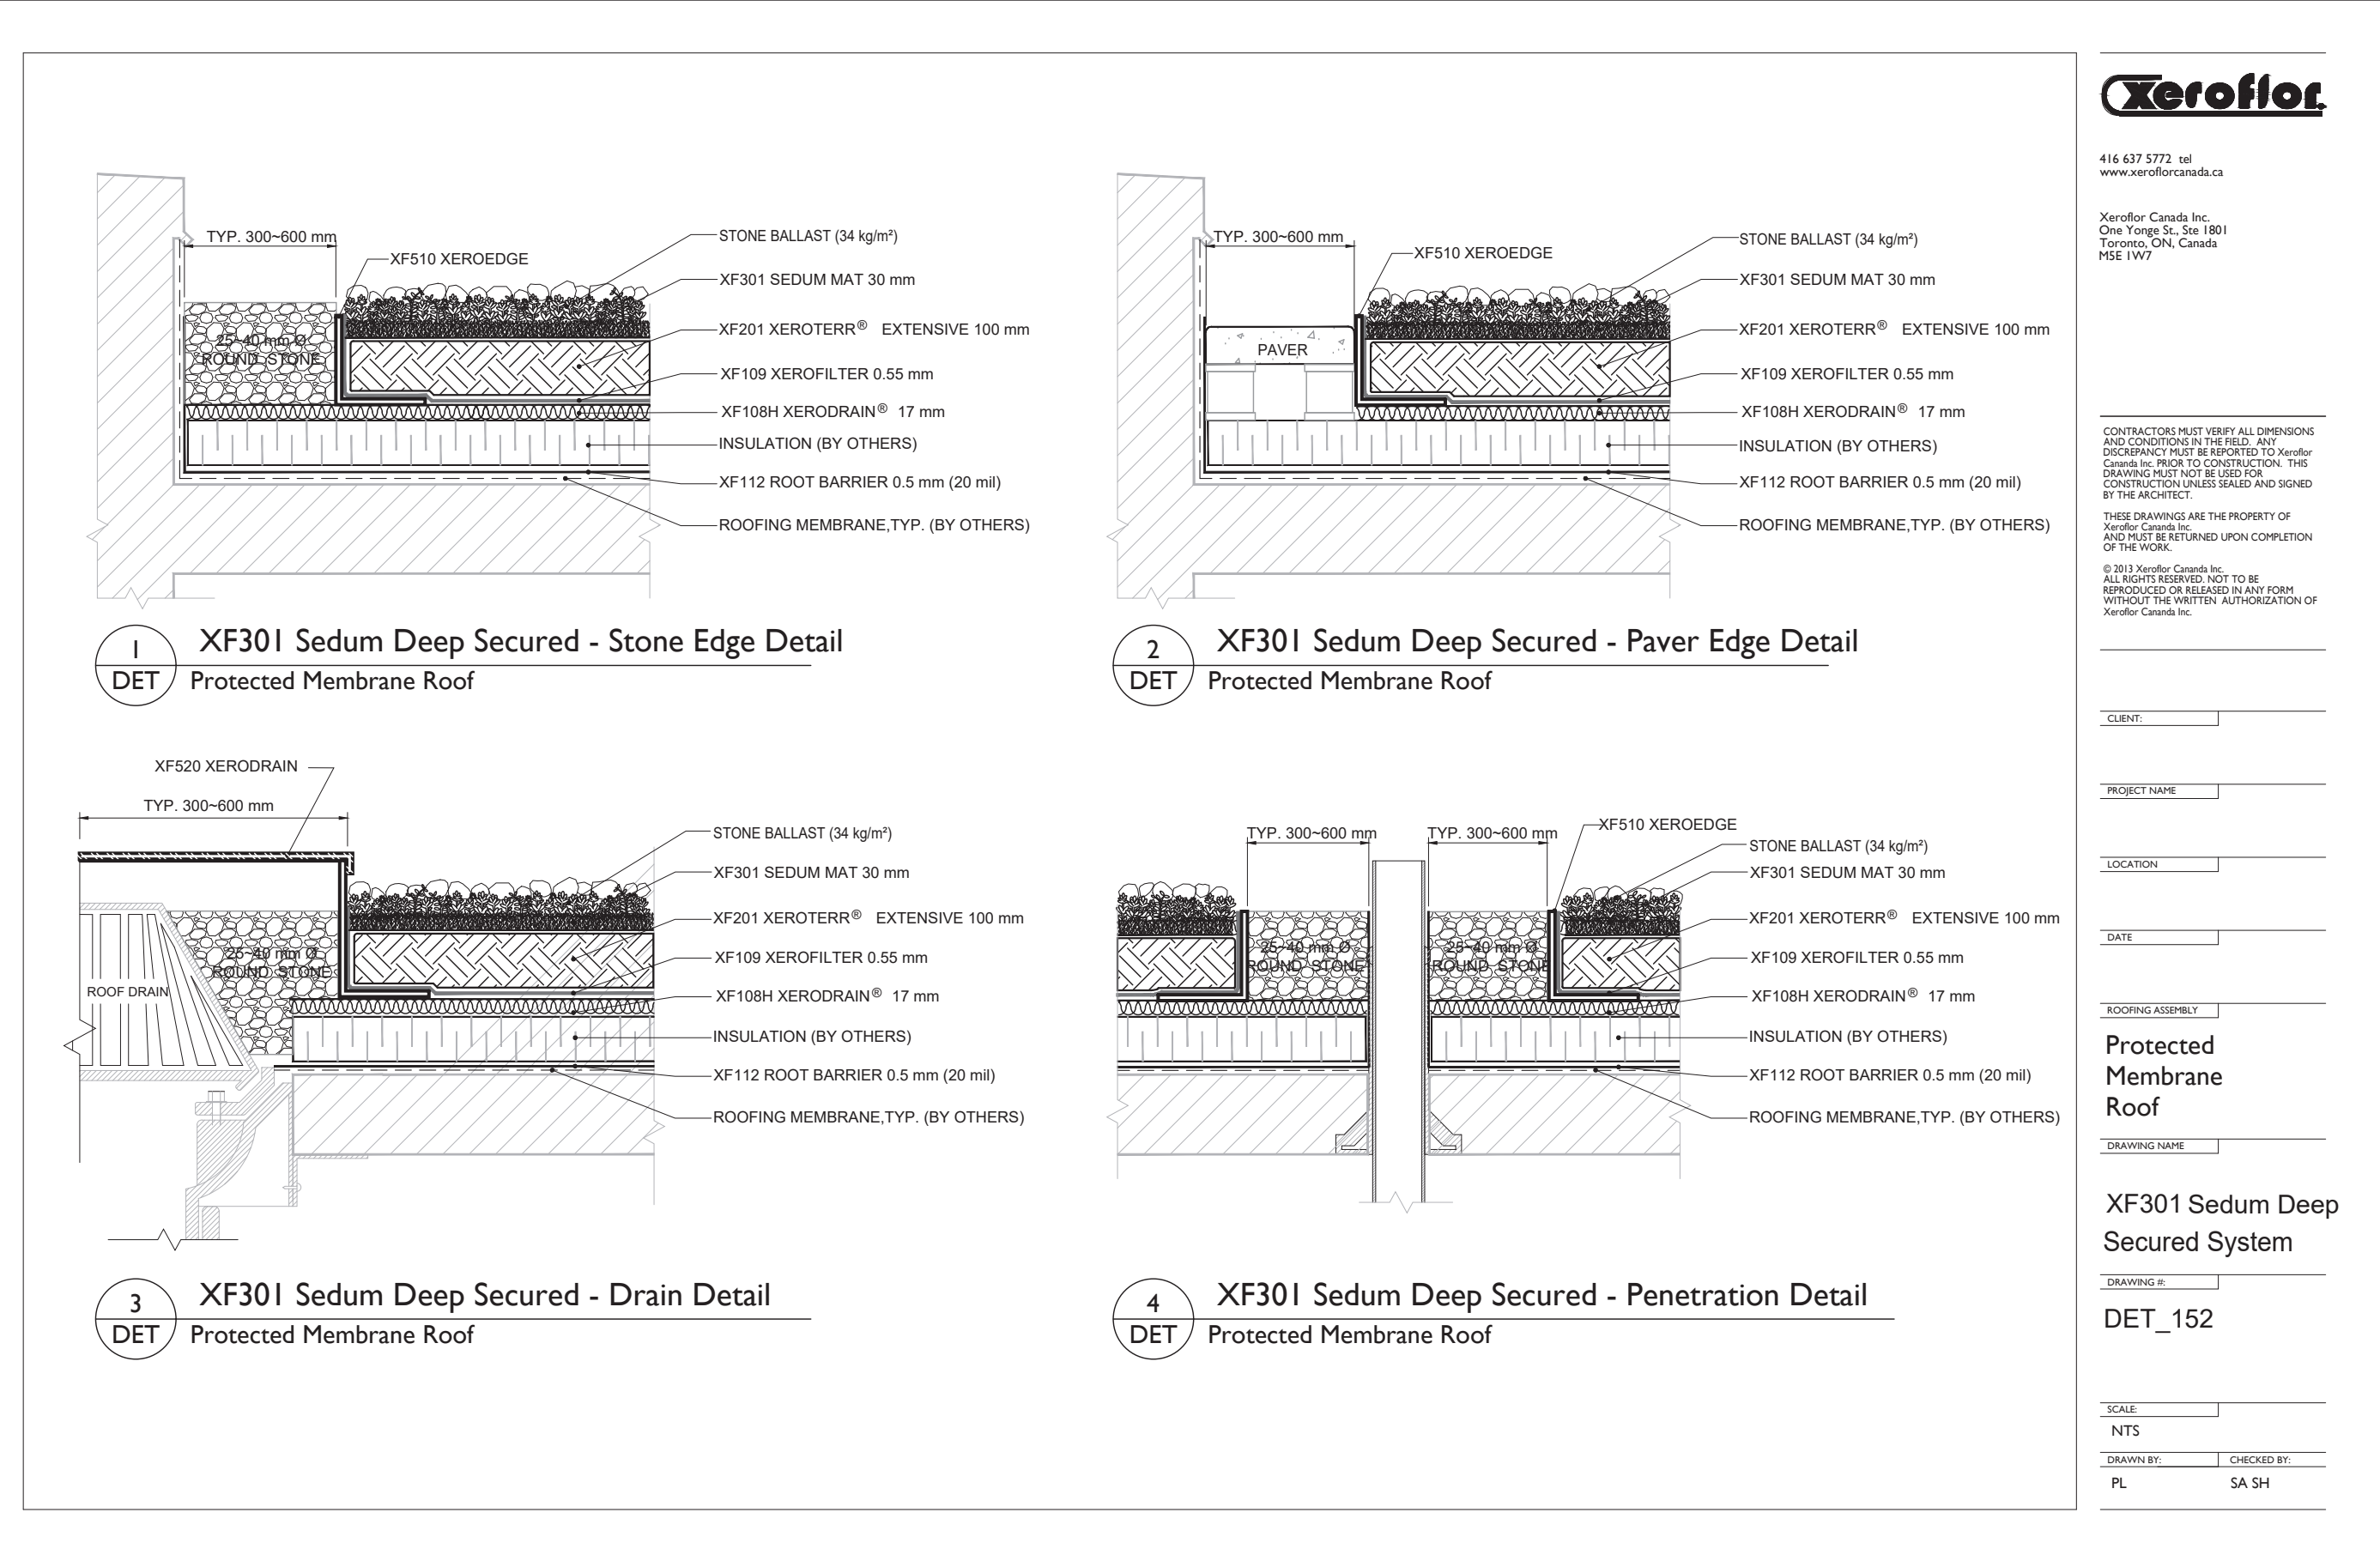 TYP. 300~600 mm
XF510 XEROEDGE
STONE BALLAST (34 kg/m²)
XF301 SEDUM MAT 30 mm
XF201 XEROTERR® EXTENSIVE 100 mm
25~40 mm Ø
ROUND STONE
XF109 XEROFILTER 0.55 mm
XF108H XERODRAIN® 17 mm
INSULATION (BY OTHERS)
XF112 ROOT BARRIER 0.5 mm (20 mil)
ROOFING MEMBRANE,TYP. (BY OTHERS)
1
DET
XF301 Sedum Deep Secured - Stone Edge Detail
Protected Membrane Roof
TYP. 300~600 mm
XF510 XEROEDGE
STONE BALLAST (34 kg/m²)
XF301 SEDUM MAT 30 mm
XF201 XEROTERR® EXTENSIVE 100 mm
PAVER
XF109 XEROFILTER 0.55 mm
XF108H XERODRAIN® 17 mm
INSULATION (BY OTHERS)
XF112 ROOT BARRIER 0.5 mm (20 mil)
ROOFING MEMBRANE,TYP. (BY OTHERS)
2
DET
XF301 Sedum Deep Secured - Paver Edge Detail
Protected Membrane Roof
XF520 XERODRAIN
TYP. 300~600 mm
STONE BALLAST (34 kg/m²)
XF301 SEDUM MAT 30 mm
XF201 XEROTERR® EXTENSIVE 100 mm
25~40 mm Ø
ROUND STONE
ROOF DRAIN
XF109 XEROFILTER 0.55 mm
XF108H XERODRAIN® 17 mm
INSULATION (BY OTHERS)
XF112 ROOT BARRIER 0.5 mm (20 mil)
ROOFING MEMBRANE,TYP. (BY OTHERS)
3
DET
XF301 Sedum Deep Secured - Drain Detail
Protected Membrane Roof
TYP. 300~600 mm
TYP. 300~600 mm
XF510 XEROEDGE
STONE BALLAST (34 kg/m²)
XF301 SEDUM MAT 30 mm
XF201 XEROTERR® EXTENSIVE 100 mm
25~40 mm Ø
ROUND STONE
25~40 mm Ø
ROUND STONE
XF109 XEROFILTER 0.55 mm
XF108H XERODRAIN® 17 mm
INSULATION (BY OTHERS)
XF112 ROOT BARRIER 0.5 mm (20 mil)
ROOFING MEMBRANE,TYP. (BY OTHERS)
4
DET
XF301 Sedum Deep Secured - Penetration Detail
Protected Membrane Roof
xeroflor
416 637 5772 tel
www.xeroflorcanada.ca
Xeroflor Canada Inc.
One Yonge St., Ste 1801
Toronto, ON, Canada
M5E 1W7
CONTRACTORS MUST VERIFY ALL DIMENSIONS
AND CONDITIONS IN THE FIELD. ANY
DISCREPANCY MUST BE REPORTED TO Xeroflor
Cananda Inc. PRIOR TO CONSTRUCTION. THIS
DRAWING MUST NOT BE USED FOR
CONSTRUCTION UNLESS SEALED AND SIGNED
BY THE ARCHITECT.
THESE DRAWINGS ARE THE PROPERTY OF
Xeroflor Cananda Inc.
AND MUST BE RETURNED UPON COMPLETION
OF THE WORK.
© 2013 Xeroflor Cananda Inc.
ALL RIGHTS RESERVED. NOT TO BE
REPRODUCED OR RELEASED IN ANY FORM
WITHOUT THE WRITTEN AUTHORIZATION OF
Xeroflor Cananda Inc.
CLIENT:
PROJECT NAME
LOCATION
DATE
ROOFING ASSEMBLY
Protected
Membrane
Roof
DRAWING NAME
XF301 Sedum Deep
Secured System
DRAWING #:
DET_152
SCALE:
NTS
DRAWN BY: CHECKED BY:
PL SA SH